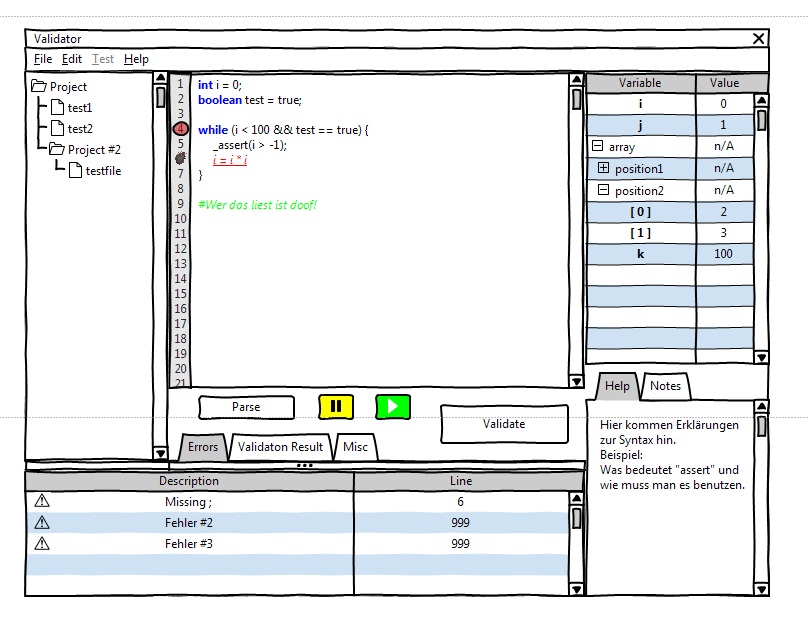 Validator
File Edit Test Help
Project
test1
test2
Project #2
testfile
1 int i = 0;
2 boolean test = true;
3
4 while (i < 100 && test == true) {
5 _assert(i > -1);
i = i * i
7 }
8
9 #Wer das liest ist doof!
10
11
12
13
14
15
16
17
18
19
20
21
Variable Value
i 0
j 1
array n/A
position1 n/A
position2 n/A
[ 0 ] 2
[ 1 ] 3
k 100
Parse
Validate
Errors Validaton Result Misc
Description Line
Missing ; 6
Fehler #2 999
Fehler #3 999
Help Notes
Hier kommen Erklärungen
zur Syntax hin.
Beispiel:
Was bedeutet "assert" und
wie muss man es benutzen.